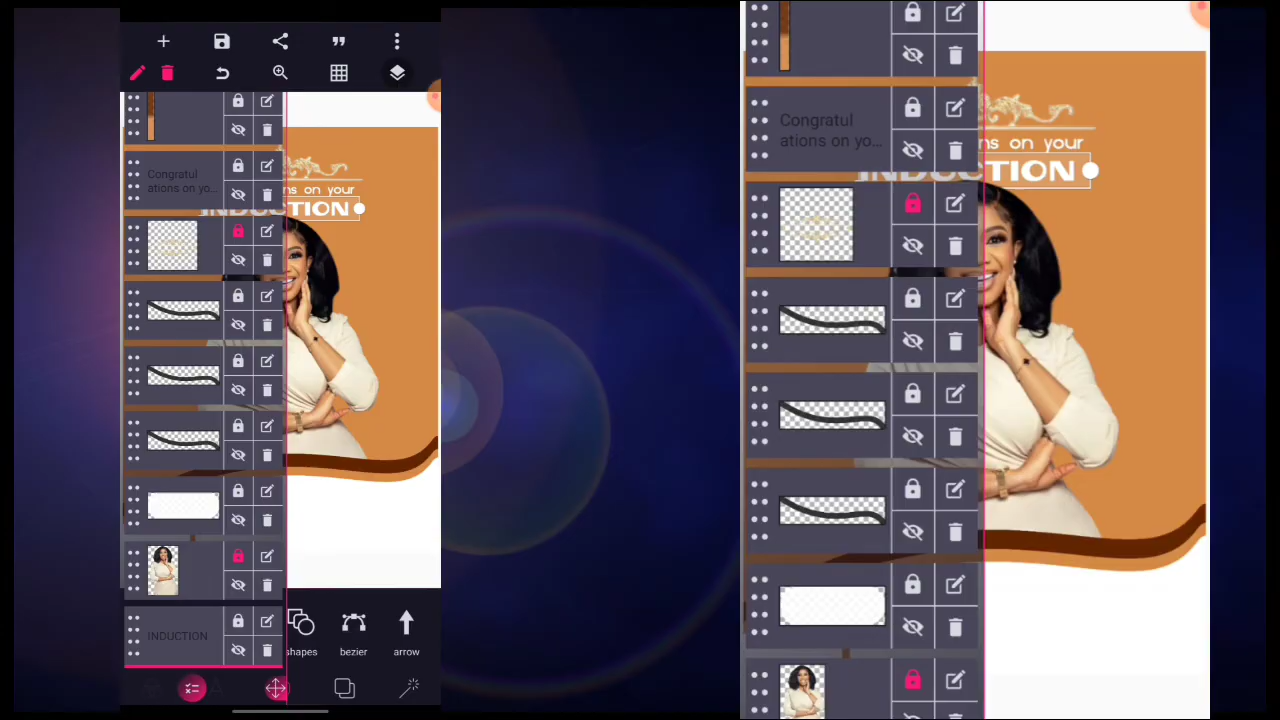 Congratul
ations on yo...
ns on your
INDUCTION
INDUCTION
shapes
bezier
arrow
Congratul
ations on yo...
ns on your
INDUCTION